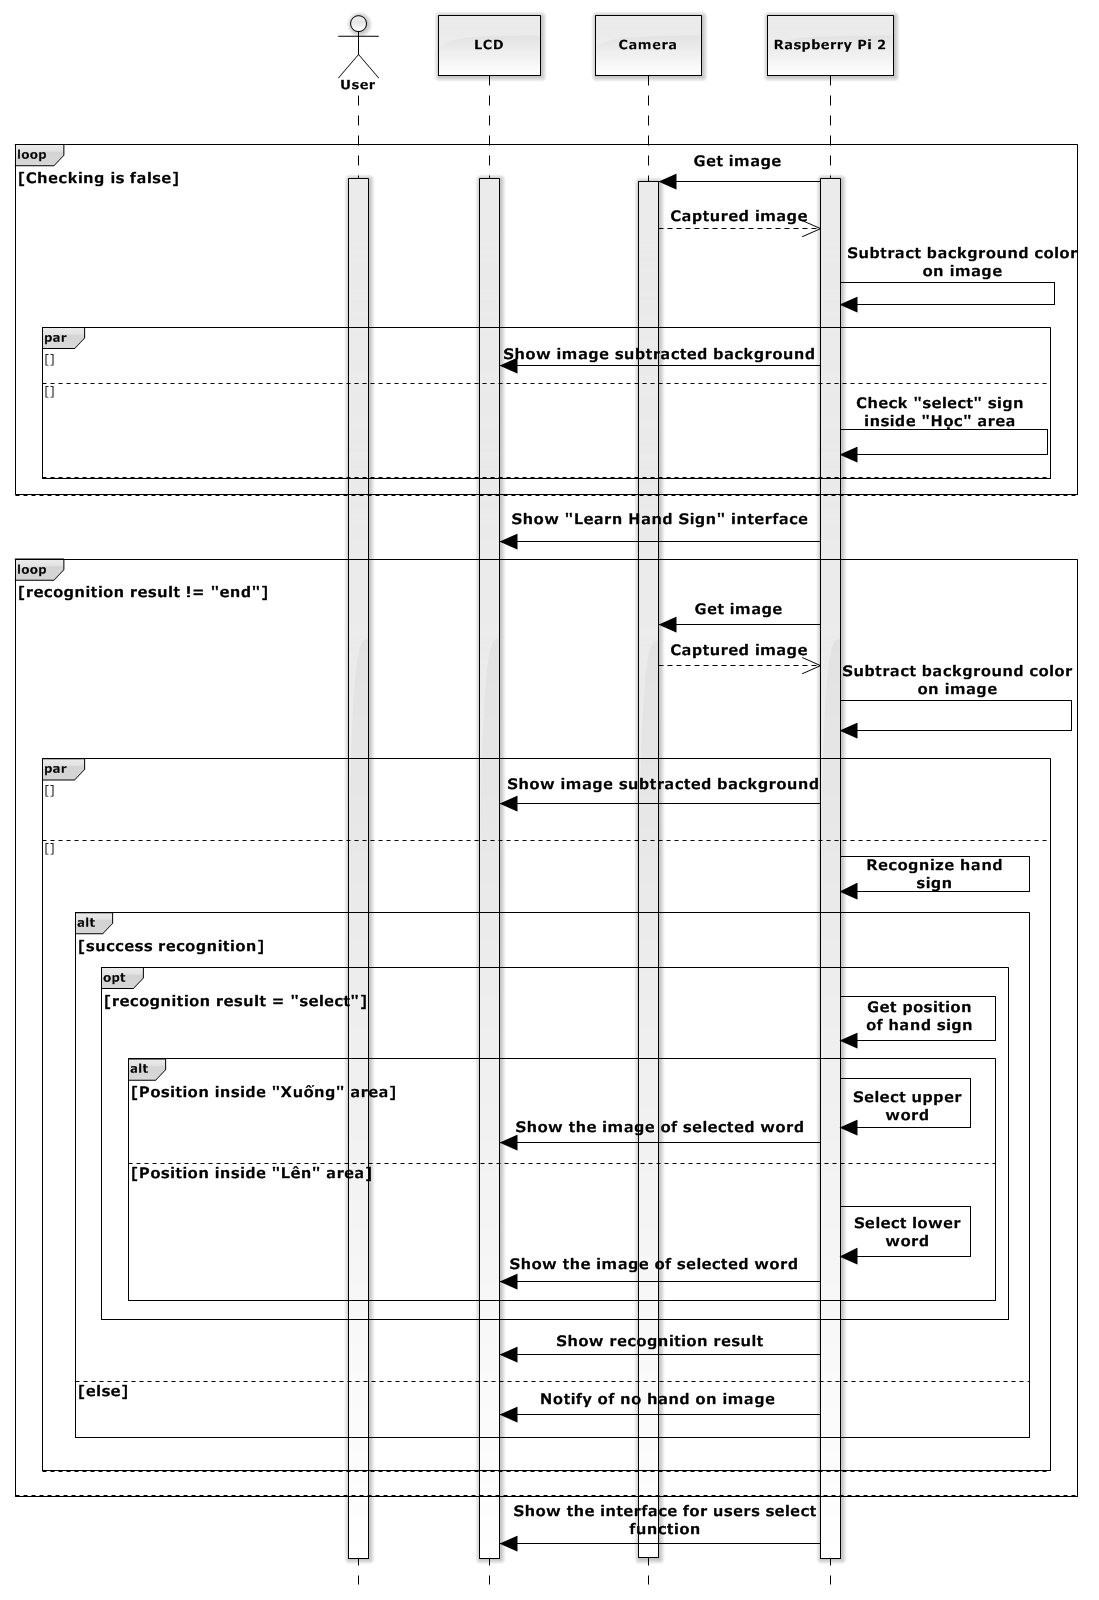 User
LCD
Camera
Raspberry Pi 2
loop
[Checking is false]
Get image
Captured image
Subtract background color
on image
par
[]
Show image subtracted background
[]
Check "select" sign
inside "Học" area
Show "Learn Hand Sign" interface
loop
[recognition result != "end"]
Get image
Captured image
Subtract background color
on image
par
[]
Show image subtracted background
[]
Recognize hand
sign
alt
[success recognition]
opt
[recognition result = "select"]
Get position
of hand sign
alt
[Position inside "Xuống" area]
Select upper
word
Show the image of selected word
[Position inside "Lên" area]
Select lower
word
Show the image of selected word
Show recognition result
[else]
Notify of no hand on image
Show the interface for users select
function